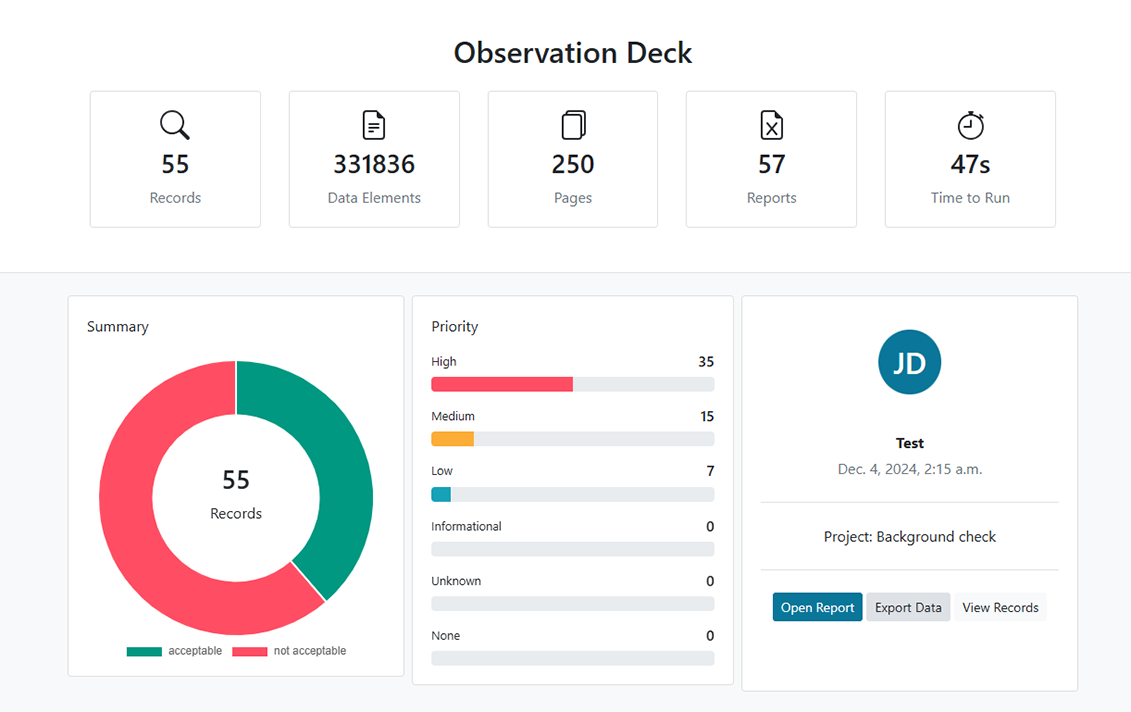 Observation Deck
55
Records
331836
Data Elements
250
Pages
57
Reports
47s
Time to Run
Summary
55
Records
acceptable
not acceptable
Priority
High 35
Medium 15
Low 7
Informational 0
Unknown 0
None 0
JD
Test
Dec. 4, 2024, 2:15 a.m.
Project: Background check
Open Report
Export Data
View Records